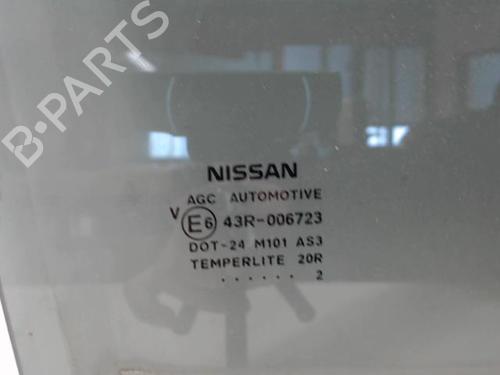 B-PARTS
NISSAN
AGC AUTOMOTIVE
V E6 43R-006723
DOT-24 M101 AS3
TEMPERLITE 20R
. . . . . . 2